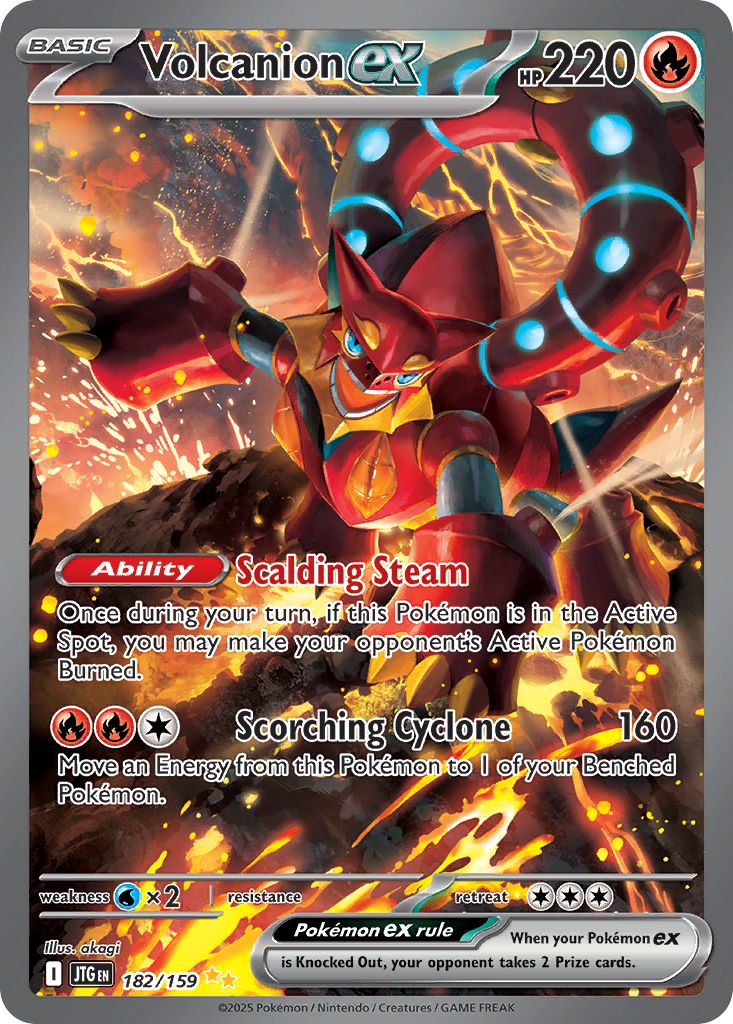 BASIC
Volcanion ex
HP 220
Ability Scalding Steam
Once during your turn, if this Pokémon is in the Active
Spot, you may make your opponent's Active Pokémon
Burned.
Scorching Cyclone 160
Move an Energy from this Pokémon to 1 of your Benched
Pokémon.
weakness ×2 resistance retreat
Pokémon ex rule When your Pokémon ex
is Knocked Out, your opponent takes 2 Prize cards.
Illus. akagi
I JTG EN 182/159
©2025 Pokémon / Nintendo / Creatures / GAME FREAK